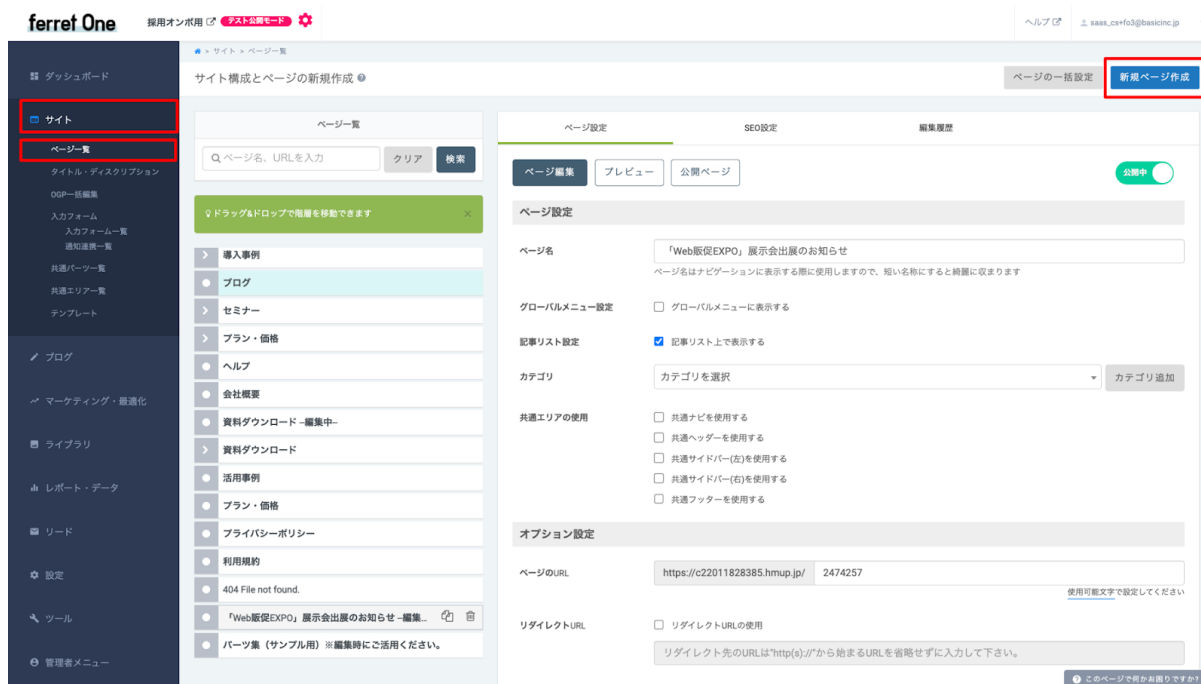 ferret One
採用オンボ用 テスト公開モード
ヘルプ
saas_cs+fo3@basicinc.jp
ダッシュボード
サイト
ページ一覧
タイトル・ディスクリプション
OGP一括編集
入力フォーム
入力フォーム一覧
通知連携一覧
共通パーツ一覧
共通エリア一覧
テンプレート
ブログ
マーケティング・最適化
ライブラリ
レポート・データ
リード
設定
ツール
管理者メニュー
> サイト > ページ一覧
サイト構成とページの新規作成
ページの一括設定
新規ページ作成
ページ一覧
ページ名、URLを入力
クリア
検索
ドラッグ&ドロップで階層を移動できます
導入事例
ブログ
セミナー
プラン・価格
ヘルプ
会社概要
資料ダウンロード –編集中–
資料ダウンロード
活用事例
プラン・価格
プライバシーポリシー
利用規約
404 File not found.
「Web販促EXPO」展示会出展のお知らせ –編集...
パーツ集（サンプル用）※編集時にご活用ください。
ページ設定
SEO設定
編集履歴
ページ編集
プレビュー
公開ページ
公開中
ページ設定
ページ名
「Web販促EXPO」展示会出展のお知らせ
ページ名はナビゲーションに表示する際に使用しますので、短い名称にすると綺麗に収まります
グローバルメニュー設定
グローバルメニューに表示する
記事リスト設定
記事リスト上で表示する
カテゴリ
カテゴリを選択
カテゴリ追加
共通エリアの使用
共通ナビを使用する
共通ヘッダーを使用する
共通サイドバー(左)を使用する
共通サイドバー(右)を使用する
共通フッターを使用する
オプション設定
ページのURL
https://c22011828385.hmup.jp/
2474257
使用可能文字で設定してください
リダイレクトURL
リダイレクトURLの使用
リダイレクト先のURLは"http(s)://"から始まるURLを省略せずに入力して下さい。
このページで何かお困りですか?